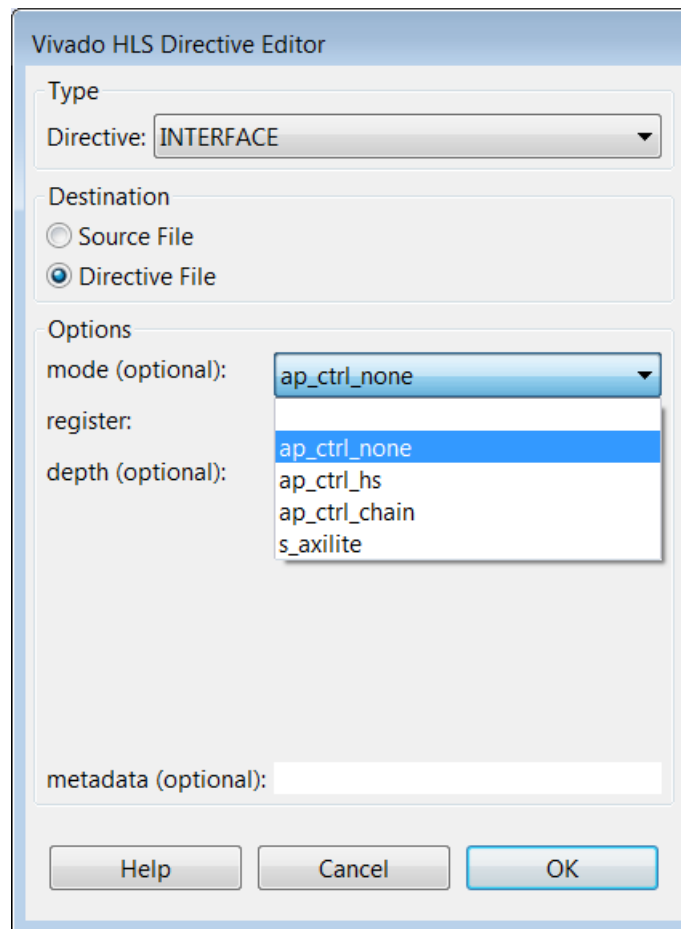 Vivado HLS Directive Editor
Type
Directive: INTERFACE
Destination
Source File
Directive File
Options
mode (optional): ap_ctrl_none
register:
ap_ctrl_none
depth (optional):
ap_ctrl_hs
ap_ctrl_chain
s_axilite
metadata (optional):
Help Cancel OK